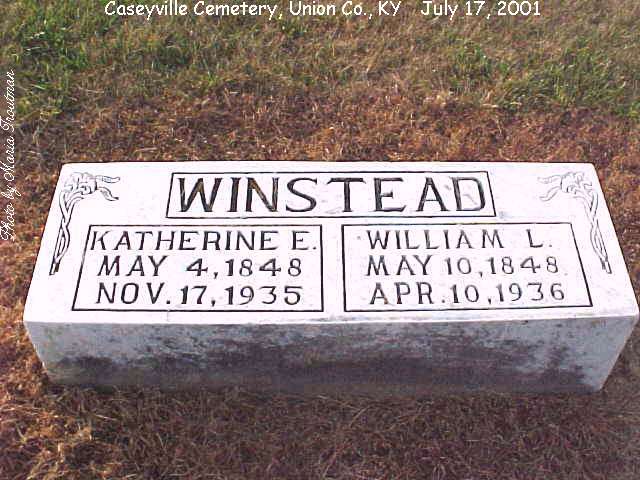 Caseyville Cemetery, Union Co., KY July 17, 2001
Photo by Maria Troutman
WINSTEAD
KATHERINE E.
MAY 4, 1848
NOV. 17, 1935
WILLIAM L.
MAY 10, 1848
APR. 10, 1936